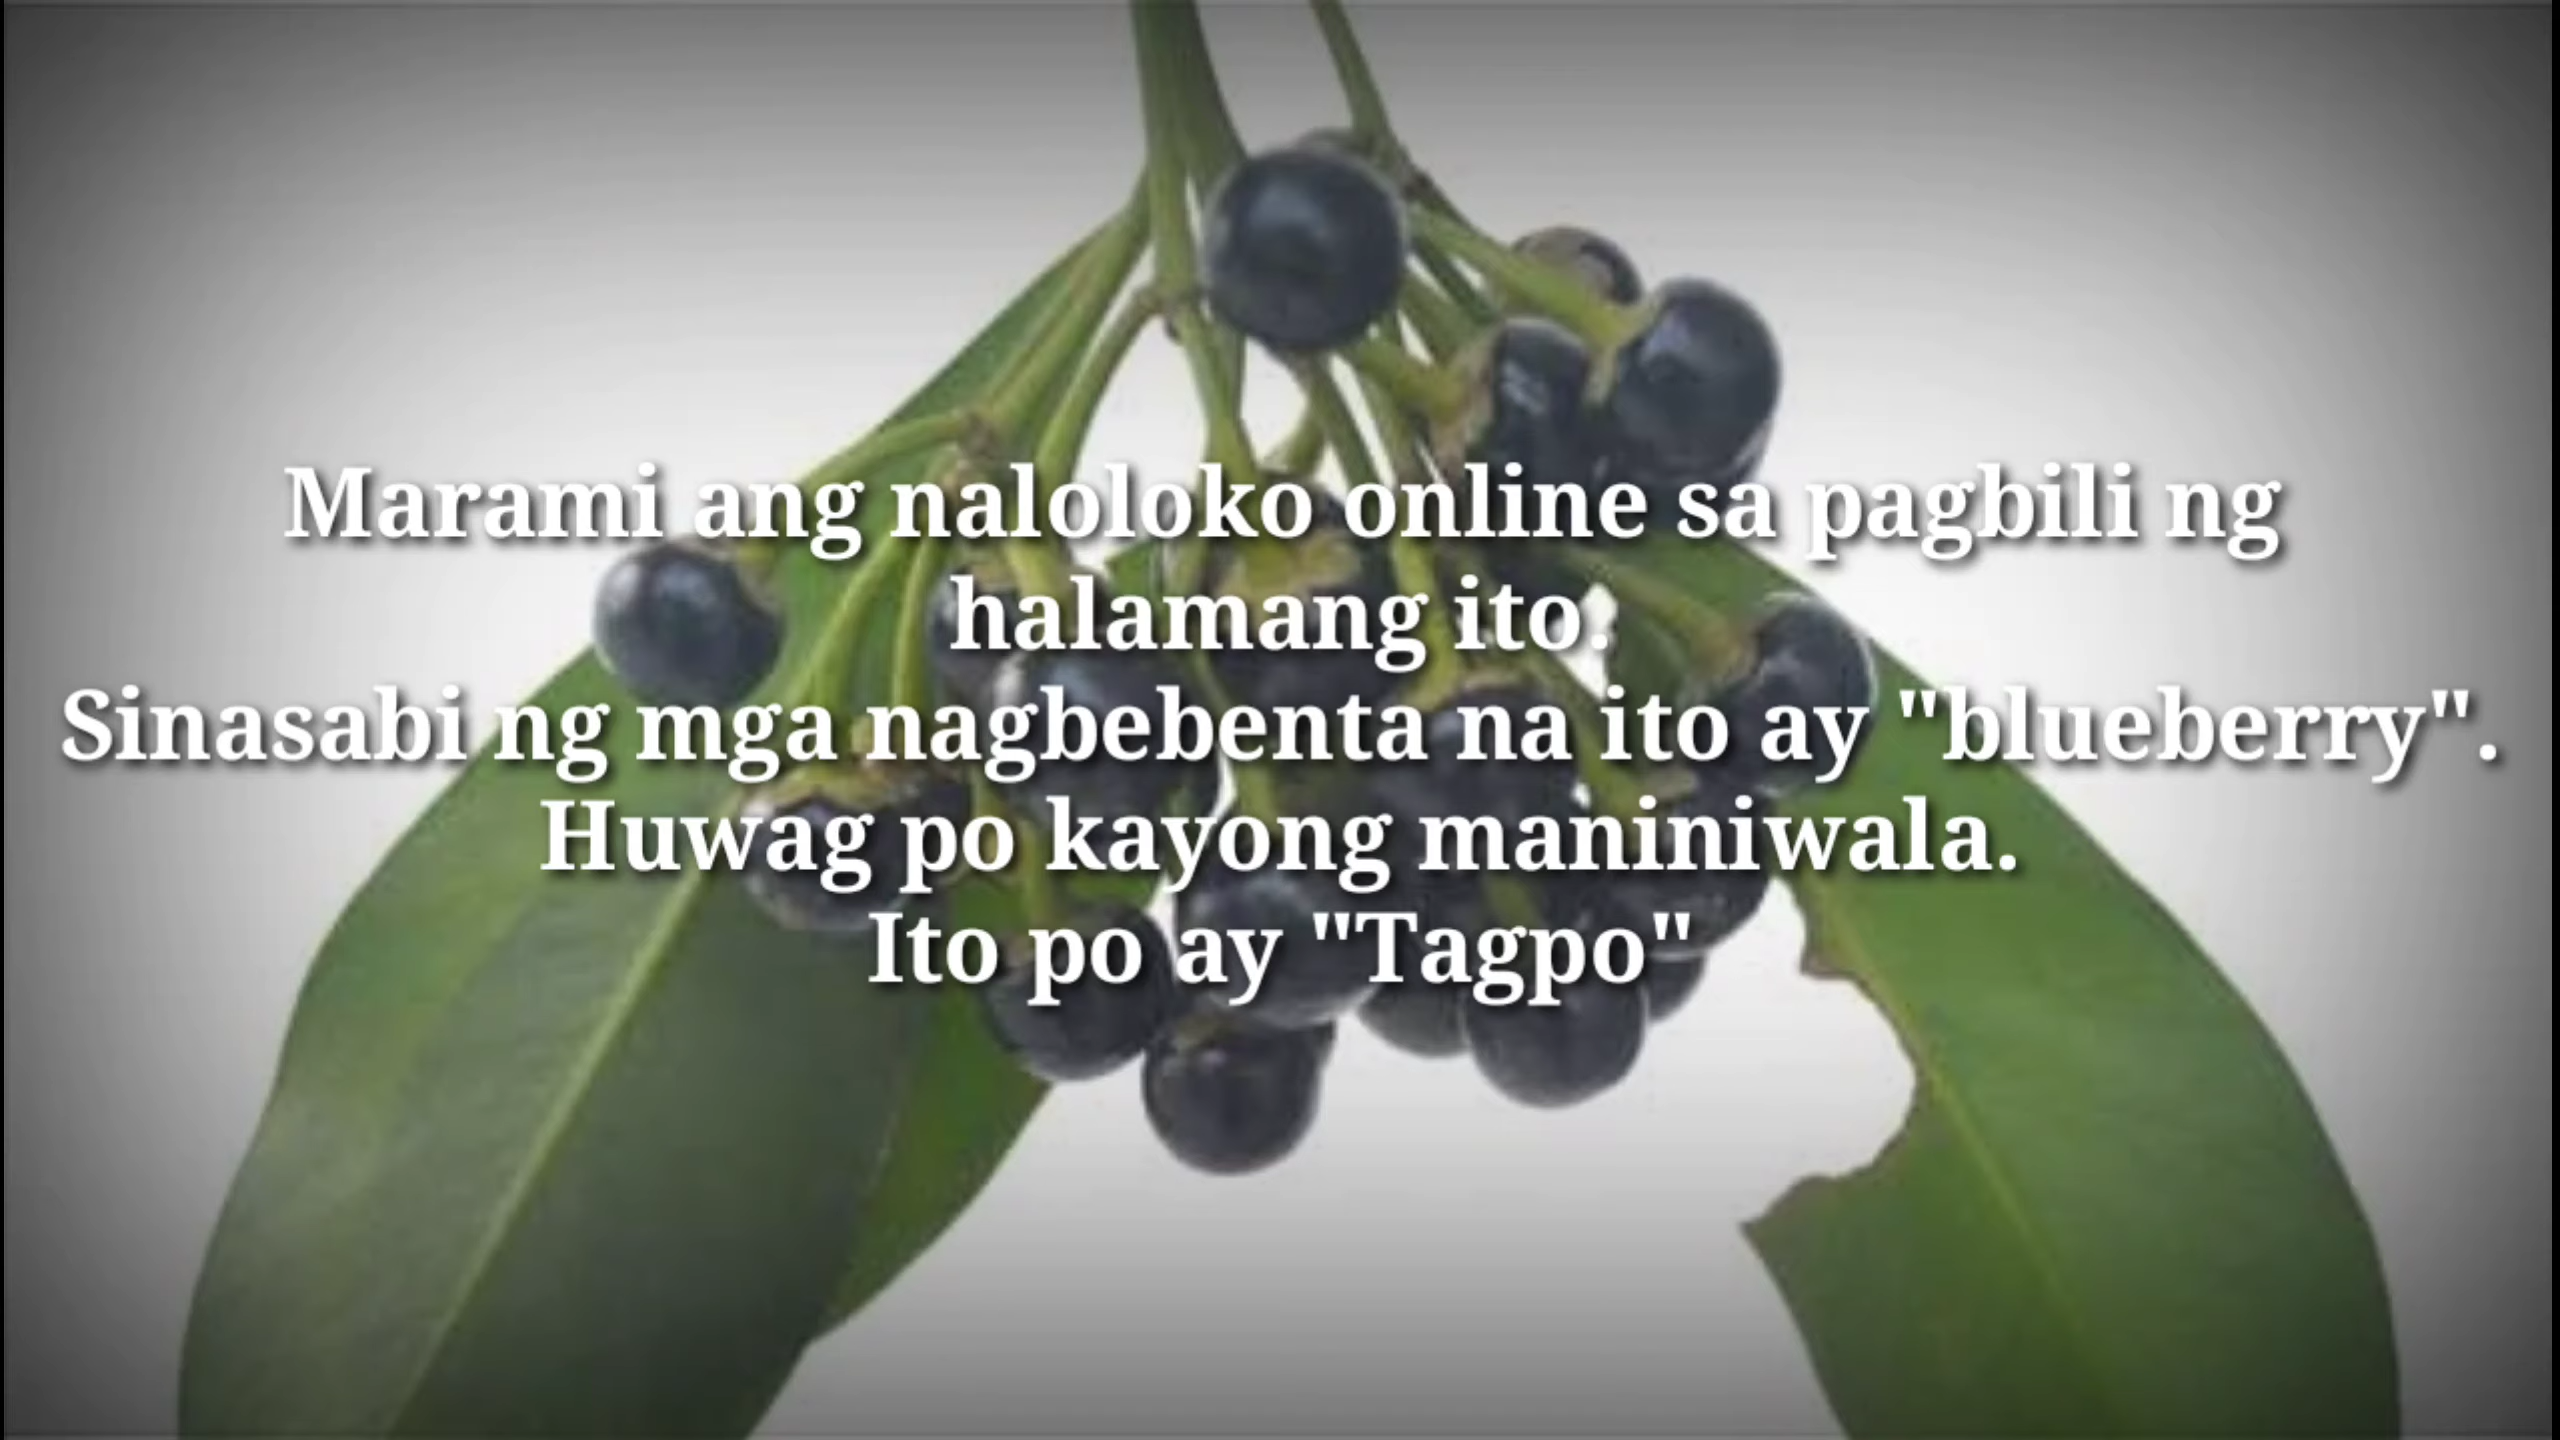 Marami ang naloloko online sa pagbili ng
halamang ito.
Sinasabi ng mga nagbebenta na ito ay "blueberry".
Huwag po kayong maniniwala.
Ito po ay "Tagpo"